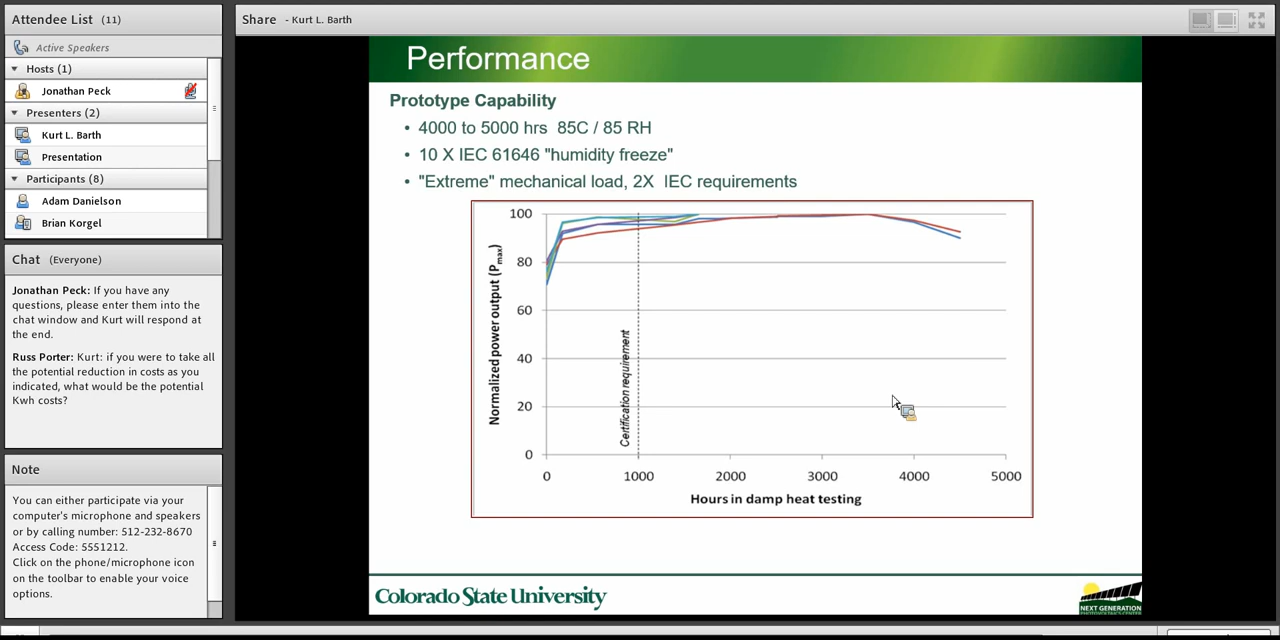 Attendee List (11)
Active Speakers
Hosts (1)
Jonathan Peck
Presenters (2)
Kurt L. Barth
Presentation
Participants (8)
Adam Danielson
Brian Korgel
Chat (Everyone)
Jonathan Peck: If you have any
questions, please enter them into the
chat window and Kurt will respond at
the end.
Russ Porter: Kurt: if you were to take all
the potential reduction in costs as you
indicated, what would be the potential
Kwh costs?
Note
You can either participate via your
computer's microphone and speakers
or by calling number: 512-232-8670
Access Code: 5551212.
Click on the phone/microphone icon
on the toolbar to enable your voice
options.
Share - Kurt L. Barth
Performance
Prototype Capability
• 4000 to 5000 hrs 85C / 85 RH
• 10 X IEC 61646 "humidity freeze"
• "Extreme" mechanical load, 2X IEC requirements
Normalized power output (Pmax)
100
80
60
40
20
0
Certification requirement
0 1000 2000 3000 4000 5000
Hours in damp heat testing
Colorado State University
NEXT GENERATION
PHOTOVOLTAICS CENTER